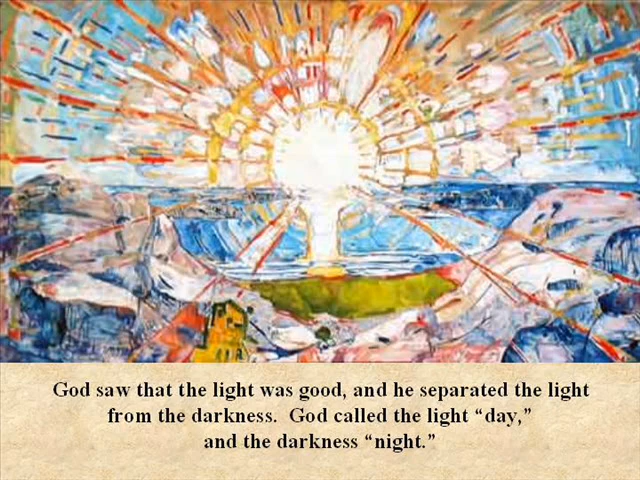 God saw that the light was good, and he separated the light
from the darkness.  God called the light “day,”
and the darkness “night.”